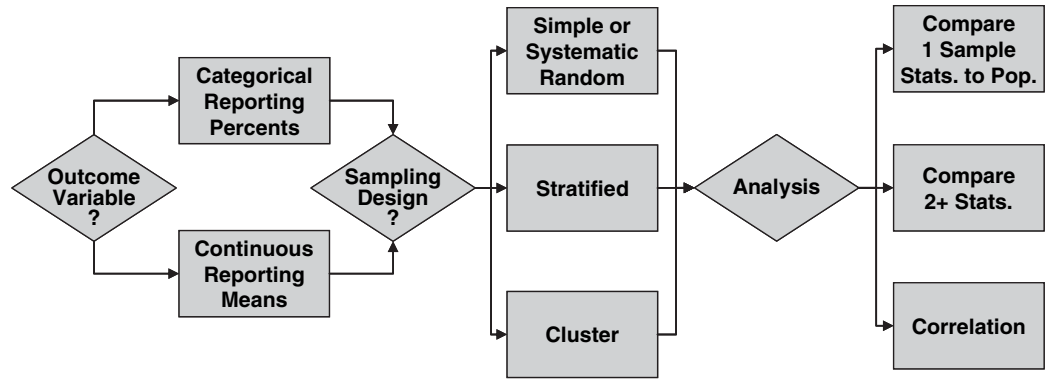 Outcome
Variable
?
Categorical
Reporting
Percents
Continuous
Reporting
Means
Sampling
Design
?
Simple or
Systematic
Random
Stratified
Cluster
Analysis
Compare
1 Sample
Stats. to Pop.
Compare
2+ Stats.
Correlation